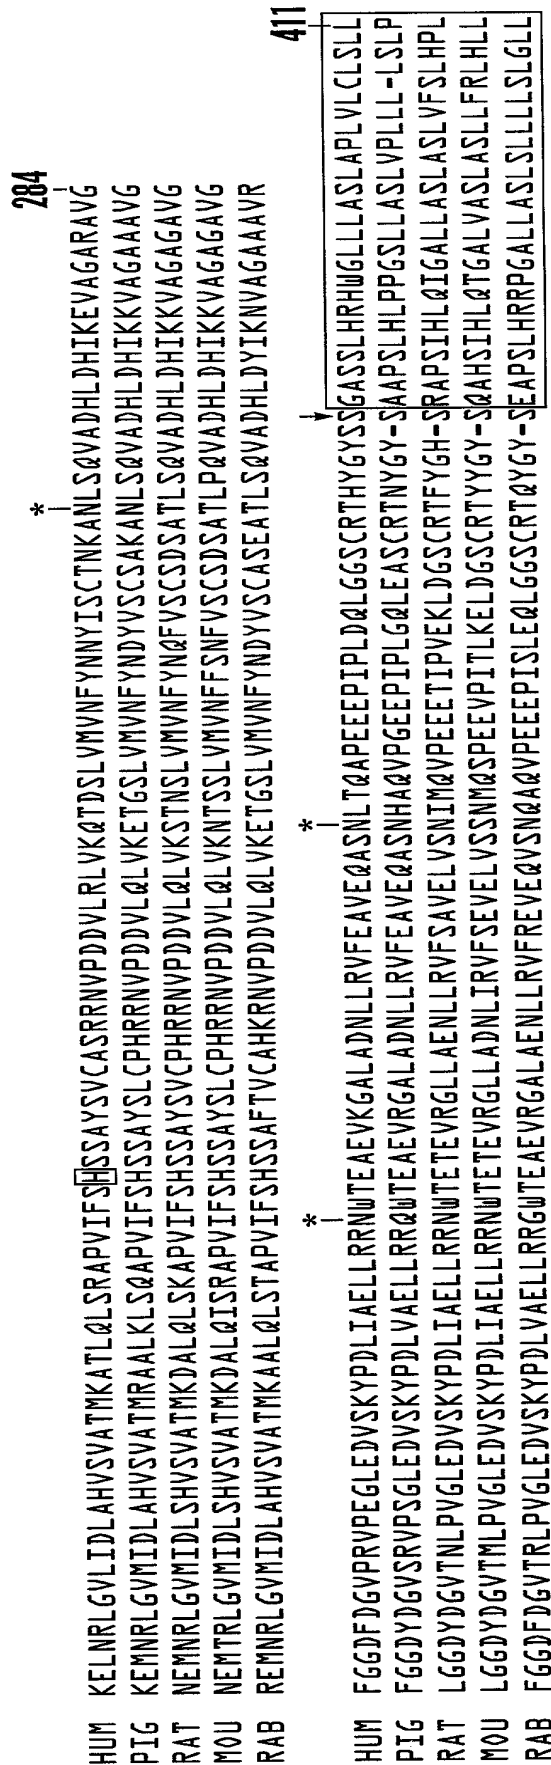 284
* 
HUM KELNRLGVLIDLAHVSVATMKATLQLSRAPVIFSHSSAYSVCASRRNVPDDVLRLVKQTDSLVMVNFYNNYISCTNKANLSQVADHLDHIKEVAGARAVG
PIG KEMNRLGVMIDLAHVSVATMRAALKLSQAPVIFSHSSAYSLCPHRRNVPDDVLQLVKETGSLVMVNFYNDYVSCSAKANLSQVADHLDHIKKVAGAAAVG
RAT NEMNRLGVMIDLSHVSVATMKDALQLSKAPVIFSHSSAYSVCPHRRNVPDDVLQLVKSTNSLVMVNFYNQFVSCSDSATLSQVADHLDHIKKVAGAGAVG
MOU NEMTRLGVMIDLSHVSVATMKDALQISRAPVIFSHSSAYSLCPHRRNVPDDVLQLVKNTSSLVMVNFFSNFVSCSDSATLPQVADHLDHIKKVAGAGAVG
RAB REMNRLGVMIDLAHVSVATMKAALQLSTAPVIFSHSSAFTVCAHKRNVPDDVLQLVKETGSLVMVNFYNDYVSCASEATLSQVADHLDYIKNVAGAAAVR
411
* * 
HUM FGGDFDGVPRVPEGLEDVSKYPDLIAELLRRNWTEAEVKGALADNLLRVFEAVEQASNLTQAPEEEPIPLDQLGGSCRTHYGYSSGASSLHRHWGLLLASLAPLVLCLSLL
PIG FGGDYDGVSRVPSGLEDVSKYPDLVAELLRRQWTEAEVRGALADNLLRVFEAVEQASNHAQVPGEEPIPLGQLEASCRTNYGY-SAAPSLHLPPGSLLASLVPLLL-LSLP
RAT LGGDYDGVTNLPVGLEDVSKYPDLIAELLRRNWTETEVRGLLAENLLRVFSAVELVSNIMQVPEEETIPVEKLDGSCRTFYGH-SRAPSIHLQIGALLASLASLVFSLHPL
MOU LGGDYDGVTMLPVGLEDVSKYPDLIAELLRRNWTETEVRGLLADNLIRVFSEVELVSSNMQSPEEVPITLKELDGSCRTYYGY-SQAHSIHLQTGALVASLASLLFRLHLL
RAB FGGDFDGVTRLPVGLEDVSKYPDLVAELLRRGWTEAEVRGALAENLLRVFREVEQVSNQAQVPEEEPISLEQLGGSCRTQYGY-SEAPSLHRRPGALLASLSLLLLSLGLL